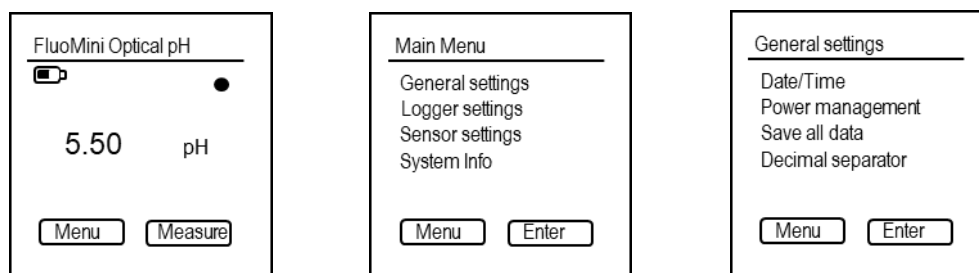 FluoMini Optical pH
5.50 pH
Menu Measure
Main Menu
General settings
Logger settings
Sensor settings
System Info
Menu Enter
General settings
Date/Time
Power management
Save all data
Decimal separator
Menu Enter